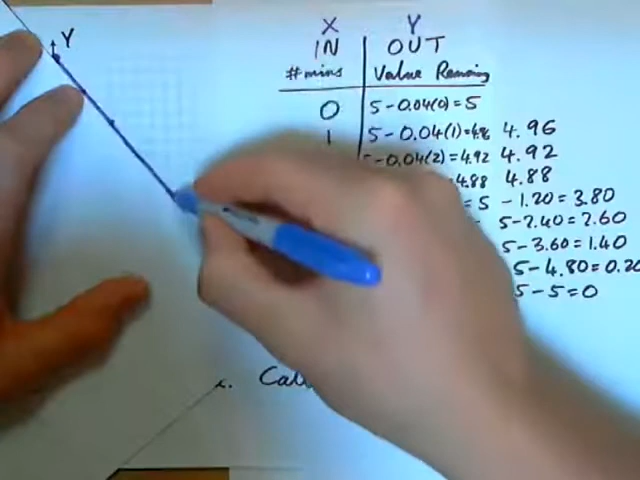 Y
X Y
IN OUT
# mins Value Remaining
0 5 - 0.04(0) = 5
1 5 - 0.04(1) = 4.96 4.96
- 0.04(2) = 4.92 4.92
4.88 4.88
= 5 - 1.20 = 3.80
5 - 2.40 = 2.60
5 - 3.60 = 1.40
5 - 4.80 = 0.20
5 - 5 = 0